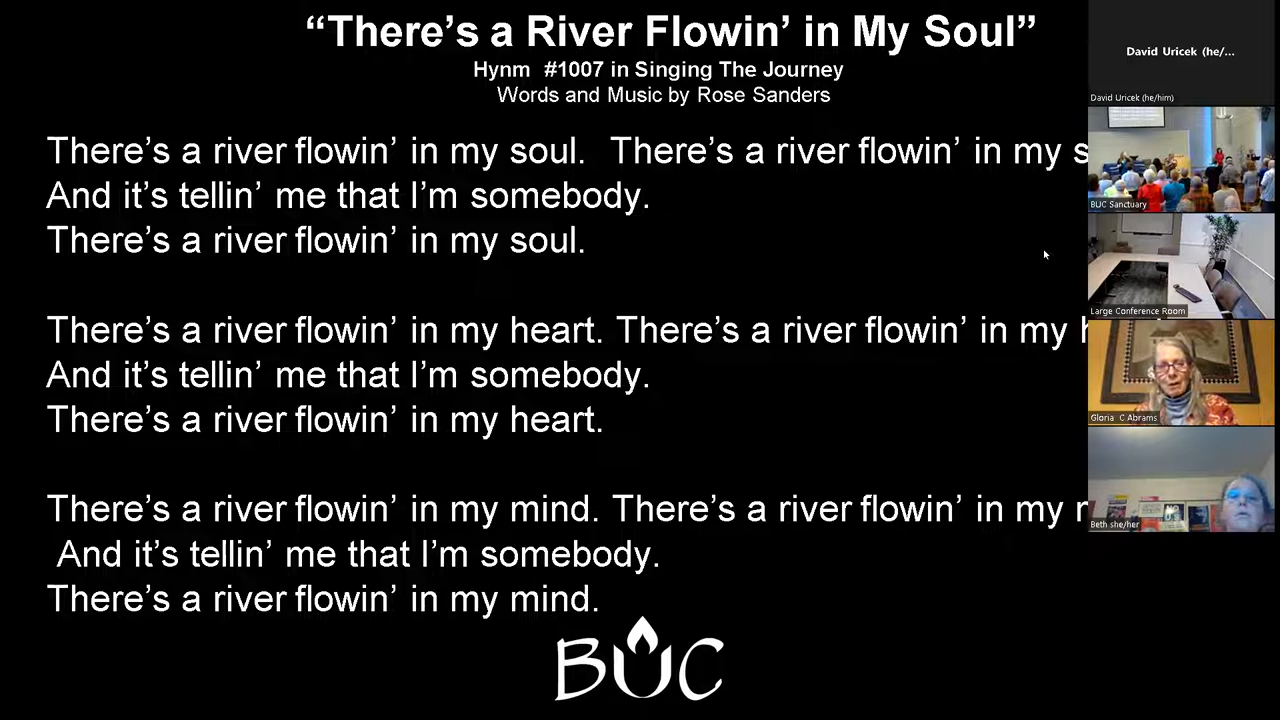 “There’s a River Flowin’ in My Soul”
Hynm #1007 in Singing The Journey
Words and Music by Rose Sanders
There’s a river flowin’ in my soul. There’s a river flowin’ in my s
And it’s tellin’ me that I’m somebody.
There’s a river flowin’ in my soul.
There’s a river flowin’ in my heart. There’s a river flowin’ in my h
And it’s tellin’ me that I’m somebody.
There’s a river flowin’ in my heart.
There’s a river flowin’ in my mind. There’s a river flowin’ in my
And it’s tellin’ me that I’m somebody.
There’s a river flowin’ in my mind.
BUC
David Uricek (he/...
David Uricek (he/him)
BUC Sanctuary
Large Conference Room
Gloria C Abrams
Beth she/her